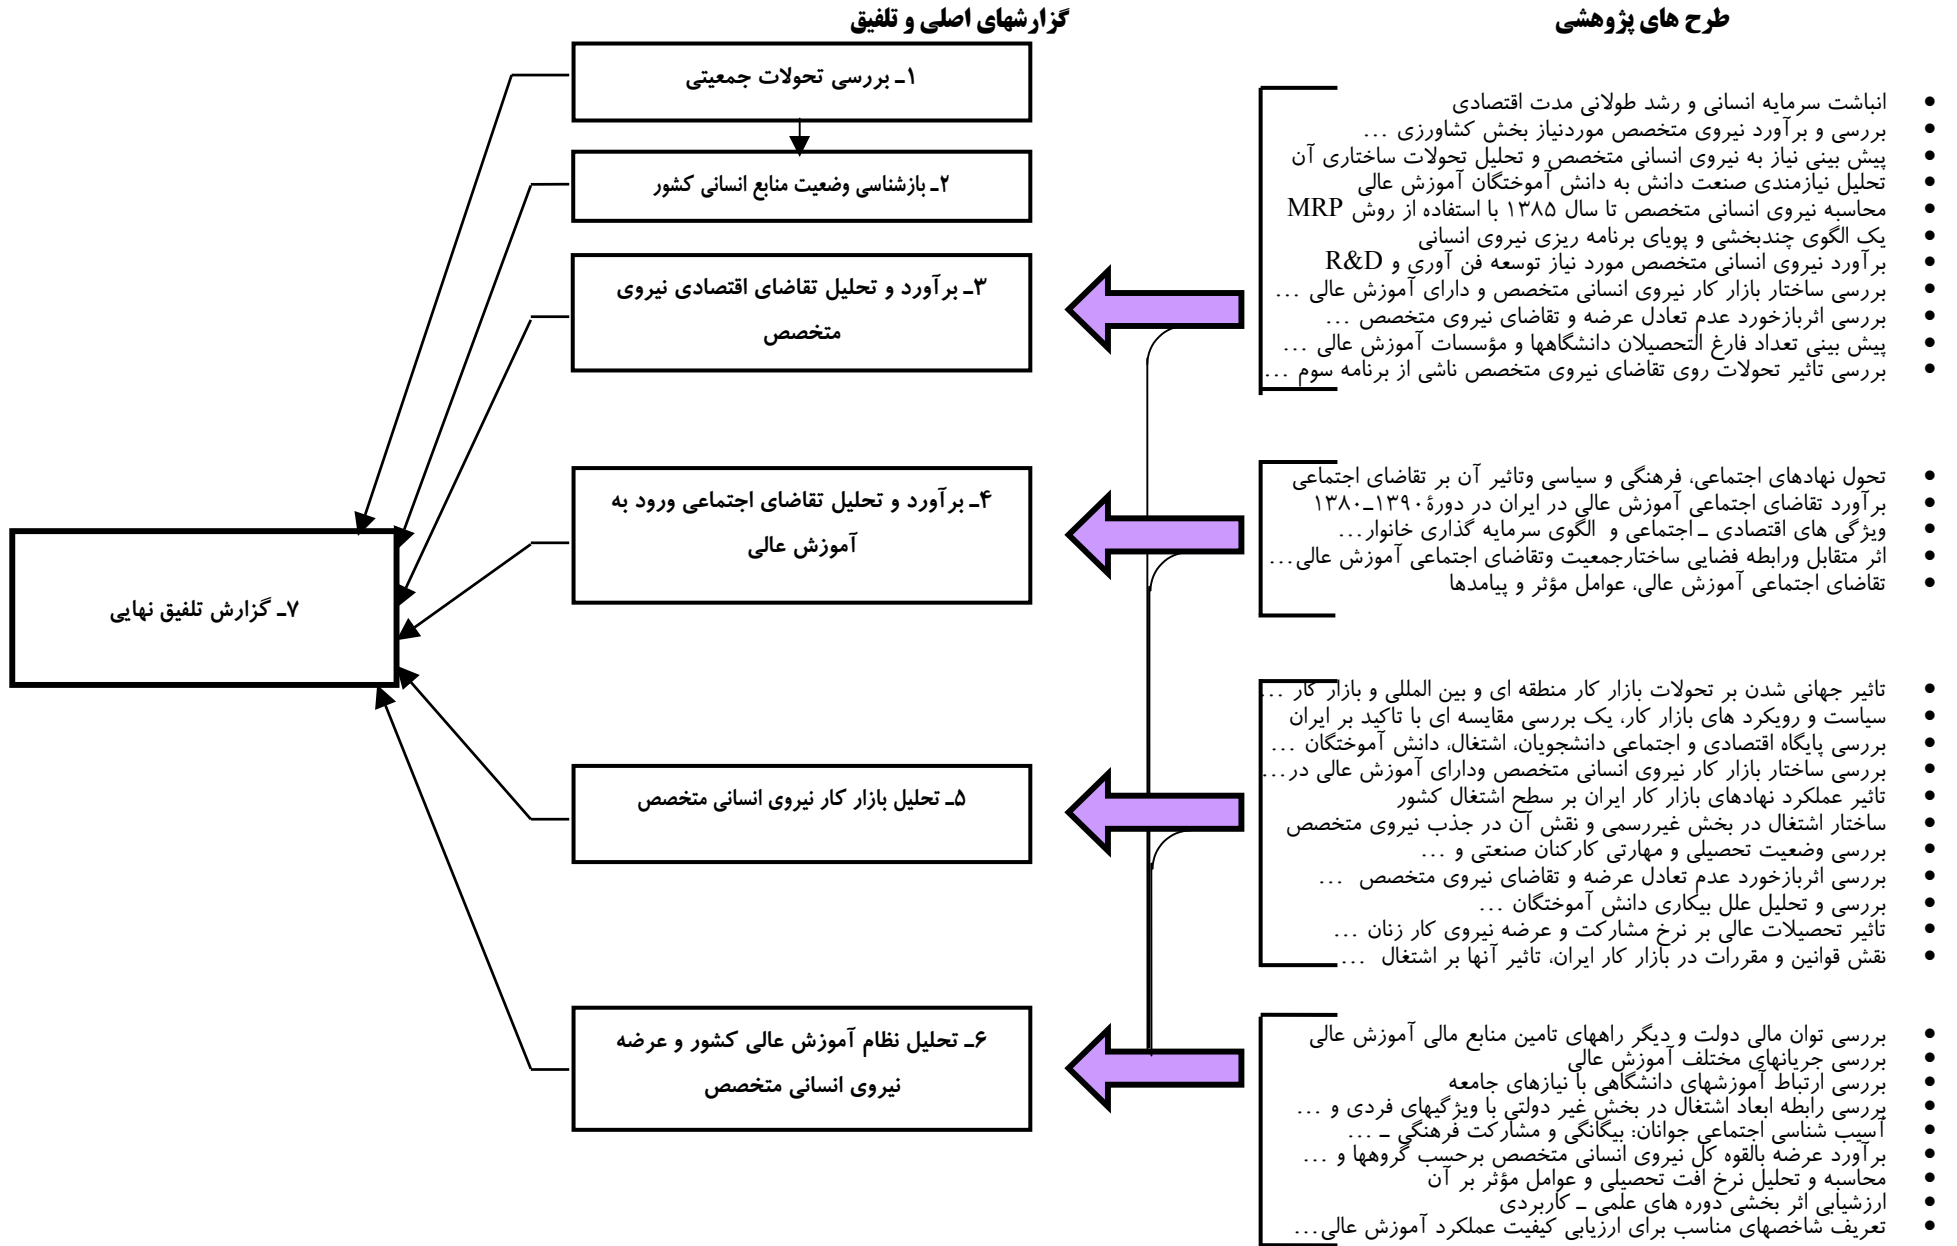 طرح های پژوهشی
• انباشت سرمایه انسانی و رشد طولانی مدت اقتصادی
• بررسی و برآورد نیروی متخصص موردنیاز بخش کشاورزی ...
• پیش بینی نیاز به نیروی انسانی متخصص و تحلیل تحولات ساختاری آن
• تحلیل نیازمندی صنعت دانش به دانش آموختگان آموزش عالی
• محاسبه نیروی انسانی متخصص تا سال ۱۳۸۵ با استفاده از روش MRP
• یک الگوی چندبخشی و پویای برنامه ریزی نیروی انسانی
• برآورد نیروی انسانی متخصص مورد نیاز توسعه فن آوری و R&D
• بررسی ساختار بازار کار نیروی انسانی متخصص و دارای آموزش عالی ...
• بررسی اثربازخورد عدم تعادل عرضه و تقاضای نیروی متخصص ...
• پیش بینی تعداد فارغ التحصیلان دانشگاهها و مؤسسات آموزش عالی ...
• بررسی تاثیر تحولات روی تقاضای نیروی متخصص ناشی از برنامه سوم ...
• تحول نهادهای اجتماعی، فرهنگی و سیاسی وتاثیر آن بر تقاضای اجتماعی
• برآورد تقاضای اجتماعی آموزش عالی در ایران در دورۀ ۱۳۹۰ـ۱۳۸۰
• ویژگی های اقتصادی ـ اجتماعی و الگوی سرمایه گذاری خانوار...
• اثر متقابل ورابطه فضایی ساختارجمعیت وتقاضای اجتماعی آموزش عالی...
• تقاضای اجتماعی آموزش عالی، عوامل مؤثر و پیامدها
• تاثیر جهانی شدن بر تحولات بازار کار منطقه ای و بین المللی و بازار کار ...
• سیاست و رویکرد های بازار کار، یک بررسی مقایسه ای با تاکید بر ایران
• بررسی پایگاه اقتصادی و اجتماعی دانشجویان، اشتغال، دانش آموختگان ...
• بررسی ساختار بازار کار نیروی انسانی متخصص ودارای آموزش عالی در...
• تاثیر عملکرد نهادهای بازار کار ایران بر سطح اشتغال کشور
• ساختار اشتغال در بخش غیررسمی و نقش آن در جذب نیروی متخصص
• بررسی وضعیت تحصیلی و مهارتی کارکنان صنعتی و ...
• بررسی اثربازخورد عدم تعادل عرضه و تقاضای نیروی متخصص ...
• بررسی و تحلیل علل بیکاری دانش آموختگان ...
• تاثیر تحصیلات عالی بر نرخ مشارکت و عرضه نیروی کار زنان ...
• نقش قوانین و مقررات در بازار کار ایران، تاثیر آنها بر اشتغال ...
• بررسی توان مالی دولت و دیگر راههای تامین منابع مالی آموزش عالی
• بررسی جریانهای مختلف آموزش عالی
• بررسی ارتباط آموزشهای دانشگاهی با نیازهای جامعه
• بررسی رابطه ابعاد اشتغال در بخش غیر دولتی با ویژگیهای فردی و ...
• آسیب شناسی اجتماعی جوانان: بیگانگی و مشارکت فرهنگی ـ ...
• برآورد عرضه بالقوه کل نیروی انسانی متخصص برحسب گروهها و ...
• محاسبه و تحلیل نرخ افت تحصیلی و عوامل مؤثر بر آن
• ارزشیابی اثر بخشی دوره های علمی ـ کاربردی
• تعریف شاخصهای مناسب برای ارزیابی کیفیت عملکرد آموزش عالی...
گزارشهای اصلی و تلفیق
۱ـ بررسی تحولات جمعیتی
۲ـ بازشناسی وضعیت منابع انسانی کشور
۳ـ برآورد و تحلیل تقاضای اقتصادی نیروی
متخصص
۴ـ برآورد و تحلیل تقاضای اجتماعی ورود به
آموزش عالی
۵ـ تحلیل بازار کار نیروی انسانی متخصص
۶ـ تحلیل نظام آموزش عالی کشور و عرضه
نیروی انسانی متخصص
۷ـ گزارش تلفیق نهایی